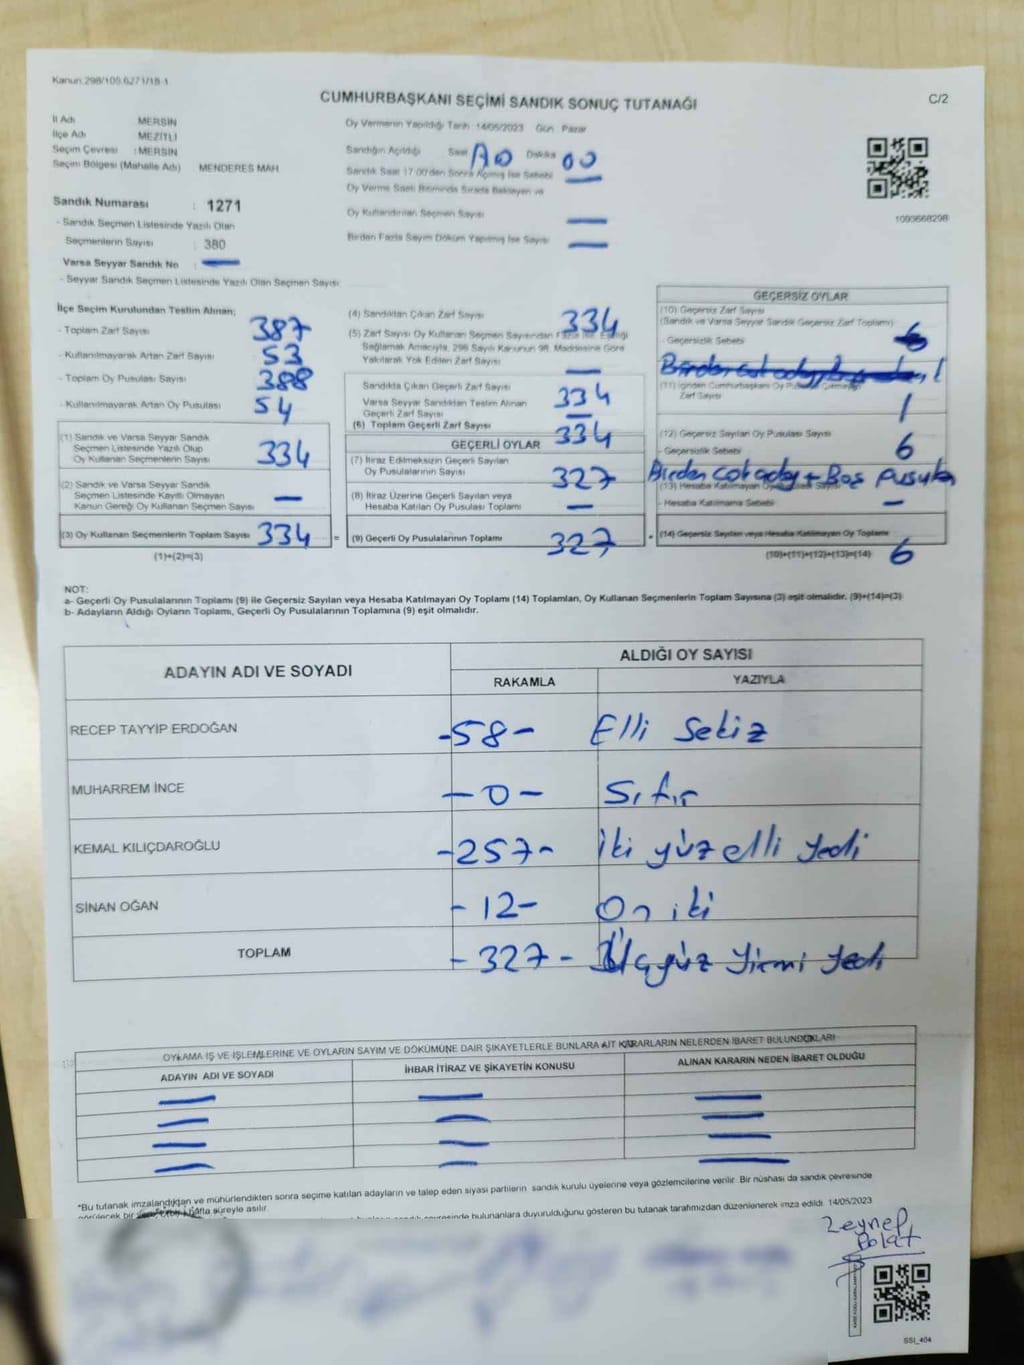 Kanun:298/105.6271/18-1
CUMHURBAŞKANI SEÇİMİ SANDIK SONUÇ TUTANAĞI
C/2
İl Adı MERSİN
İlçe Adı MEZİTLİ
Seçim Çevresi : MERSİN
Seçim Bölgesi (Mahalle Adı) MENDERES MAH.
Sandık Numarası : 1271
- Sandık Seçmen Listesinde Yazılı Olan
Seçmenlerin Sayısı : 380
Varsa Seyyar Sandık No :
- Seyyar Sandık Seçmen Listesinde Yazılı Olan Seçmen Sayısı
Oy Vermenin Yapıldığı Tarih : 14/05/2023 Gün : Pazar
Sandığın Açıldığı Saat Dakika 00
Sandık Saat 17:00'den Sonra Açılmış İse Sebebi
Oy Verme Saati Bitiminde Sırada Bekleyen ve
Oy Kullandırılan Seçmen Sayısı
Birden Fazla Sayım Döküm Yapılmış İse Sayısı
1093668298
İlçe Seçim Kurulundan Teslim Alınan;
- Toplam Zarf Sayısı 387
- Kullanılmayarak Artan Zarf Sayısı 53
- Toplam Oy Pusulası Sayısı 388
- Kullanılmayarak Artan Oy Pusulası 54
(1) Sandık ve Varsa Seyyar Sandık
Seçmen Listesinde Yazılı Olup
Oy Kullanan Seçmenlerin Sayısı 334
(2) Sandık ve Varsa Seyyar Sandık
Seçmen Listesinde Kayıtlı Olmayan
Kanun Gereği Oy Kullanan Seçmen Sayısı —
(3) Oy Kullanan Seçmenlerin Toplam Sayısı 334 =
(1)+(2)=(3)
(4) Sandıktan Çıkan Zarf Sayısı 334
(5) Zarf Sayısı Oy Kullanan Seçmen Sayısından Fazla İse, Eşitliği
Sağlamak Amacıyla, 298 Sayılı Kanunun 98. Maddesine Göre
Yakılarak Yok Edilen Zarf Sayısı —
Sandıkta Çıkan Geçerli Zarf Sayısı 334
Varsa Seyyar Sandıktan Teslim Alınan
Geçerli Zarf Sayısı —
(6) Toplam Geçerli Zarf Sayısı 334
GEÇERLİ OYLAR
(7) İtiraz Edilmeksizin Geçerli Sayılan
Oy Pusulalarının Sayısı 327
(8) İtiraz Üzerine Geçerli Sayılan veya
Hesaba Katılan Oy Pusulası Toplamı —
(9) Geçerli Oy Pusulalarının Toplamı 327 +
GEÇERSİZ OYLAR
(10) Geçersiz Zarf Sayısı
(Sandık ve Varsa Seyyar Sandık Geçersiz Zarf Toplamı)
- Geçersizlik Sebebi
(11) İçinden Cumhurbaşkanı Oy Pusulası Çıkmayan
Zarf Sayısı 1
(12) Geçersiz Sayılan Oy Pusulası Sayısı 6
- Geçersizlik Sebebi
Birden çok aday + Boş pusula
- Hesaba Katılmama Sebebi —
(14) Geçersiz Sayılan veya Hesaba Katılmayan Oy Toplamı
(10)+(11)+(12)+(13)=(14) 6
NOT:
a- Geçerli Oy Pusulalarının Toplamı (9) ile Geçersiz Sayılan veya Hesaba Katılmayan Oy Toplamı (14) Toplamları, Oy Kullanan Seçmenlerin Toplam Sayısına (3) eşit olmalıdır. (9)+(14)=(3)
b- Adayların Aldığı Oyların Toplamı, Geçerli Oy Pusulalarının Toplamına (9) eşit olmalıdır.
ADAYIN ADI VE SOYADI
ALDIĞI OY SAYISI
RAKAMLA YAZIYLA
RECEP TAYYİP ERDOĞAN -58- Elli Sekiz
MUHARREM İNCE -0- Sıfır
KEMAL KILIÇDAROĞLU -257- İki yüz elli yedi
SİNAN OĞAN -12- On iki
TOPLAM -327- Üçyüz Yirmi Yedi
OYLAMA İŞ VE İŞLEMLERİNE VE OYLARIN SAYIM VE DÖKÜMÜNE DAİR ŞİKAYETLERLE BUNLARA AİT KARARLARIN NELERDEN İBARET BULUNDUKLARI
ADAYIN ADI VE SOYADI İHBAR İTİRAZ VE ŞİKAYETİN KONUSU ALINAN KARARIN NEDEN İBARET OLDUĞU
*Bu tutanak imzalandıktan ve mühürlendikten sonra seçime katılan adayların ve talep eden siyasi partilerin sandık kurulu üyelerine veya gözlemcilerine verilir. Bir nüshası da sandık çevresinde
görülecek bir hafta süreyle asılır.
bulunanlara duyurulduğunu gösteren bu tutanak tarafımızdan düzenlenerek imza edildi. 14/05/2023
Zeynep
Polat
SSI_404